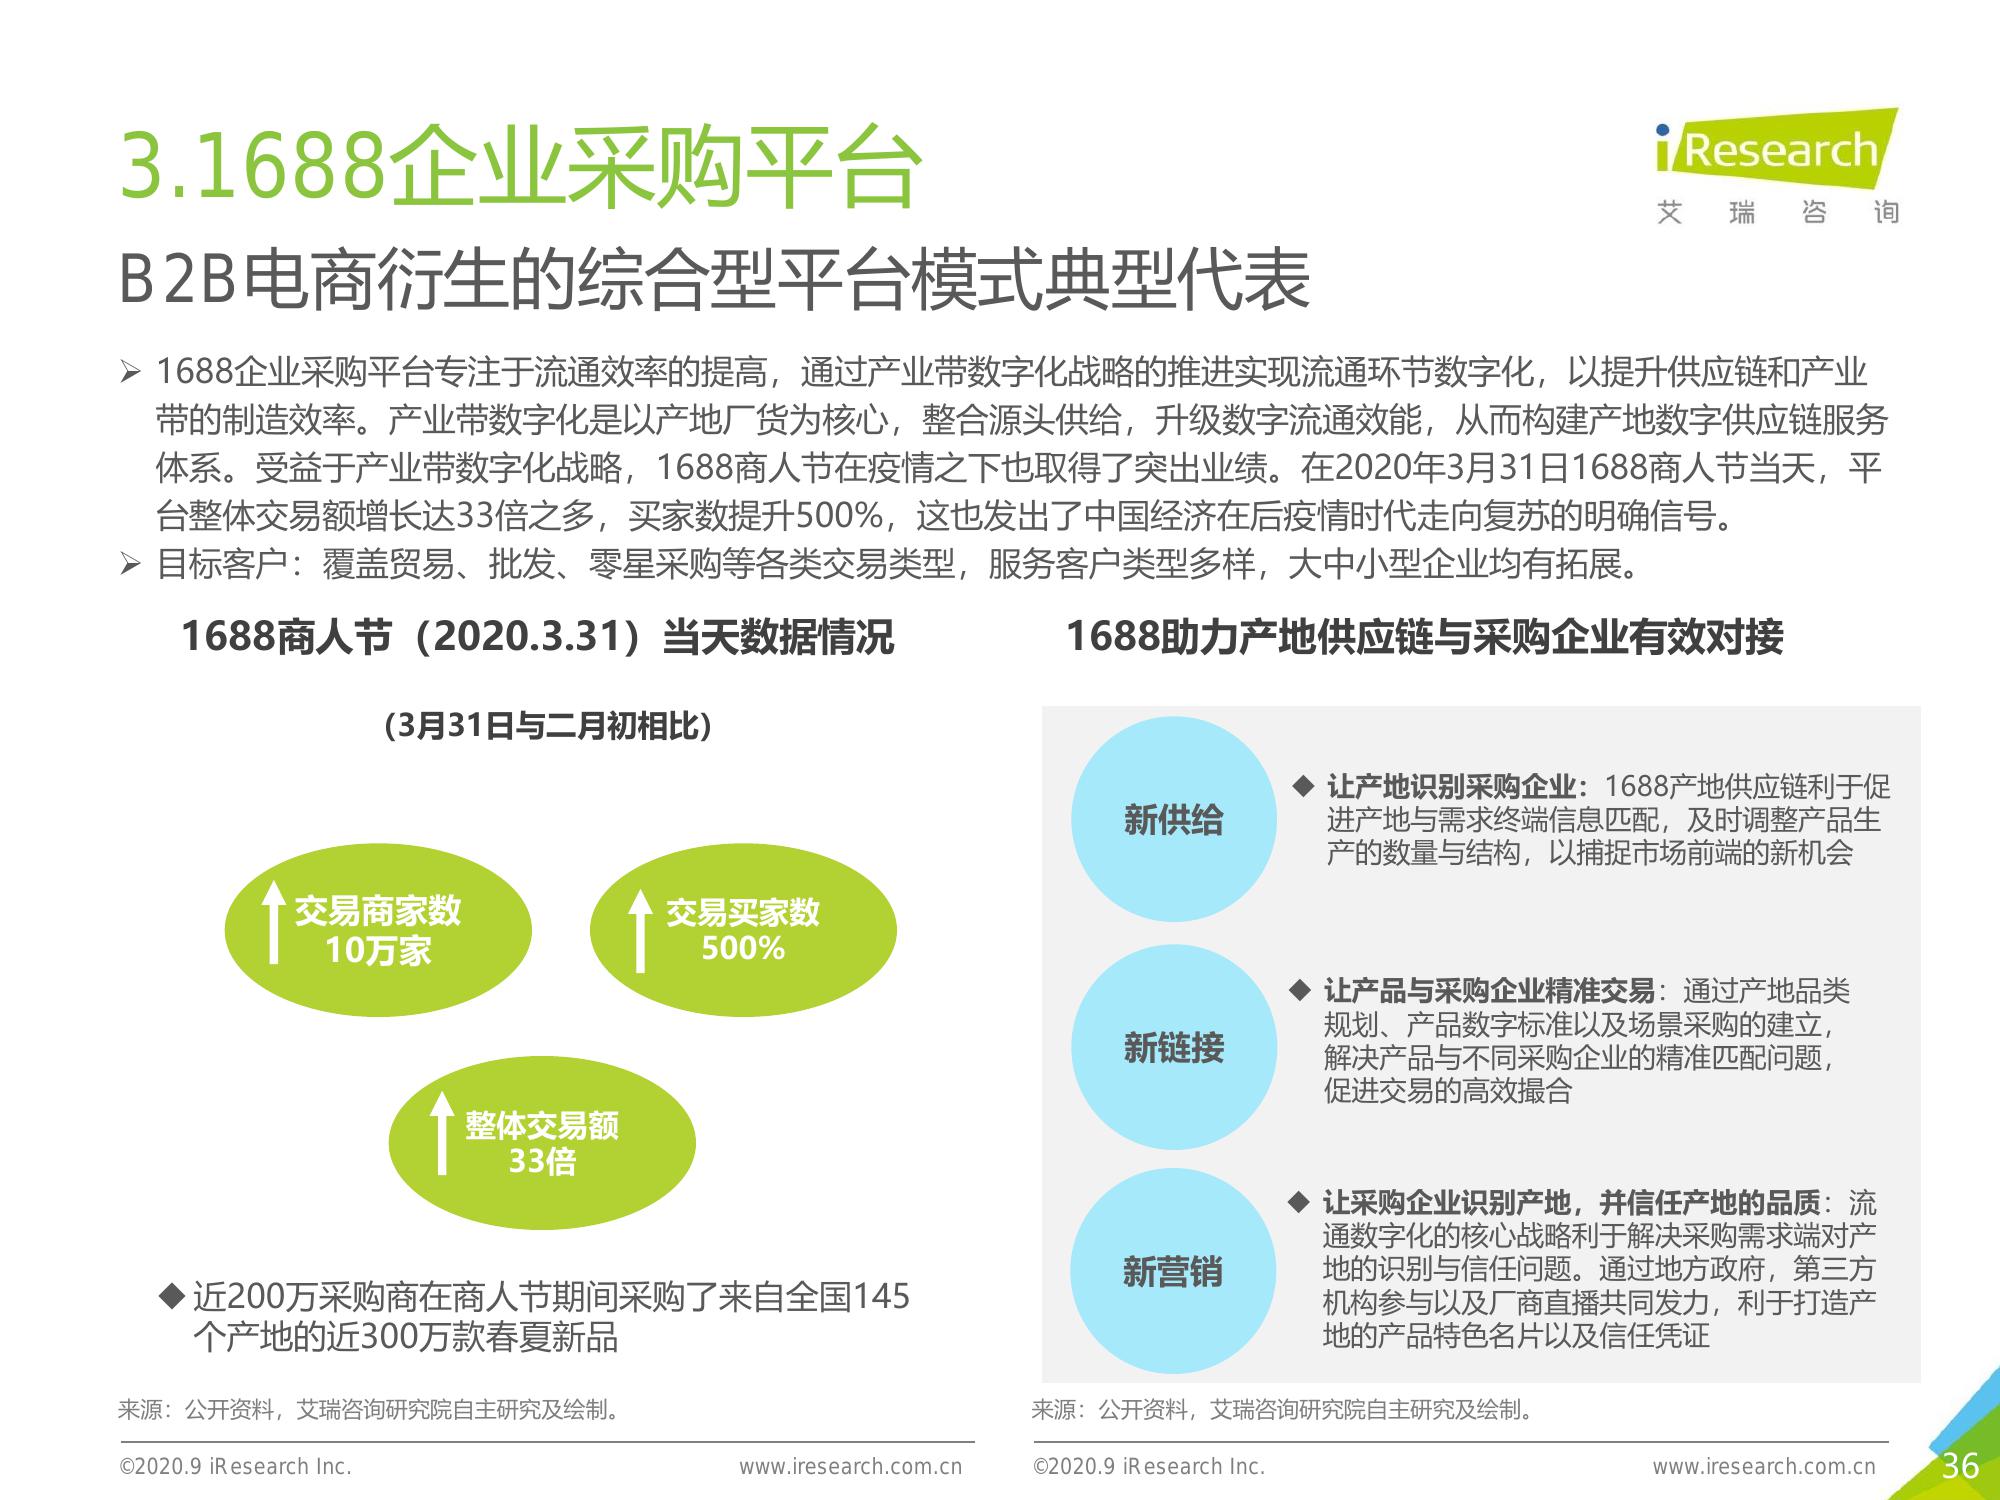 3.1688企业采购平台
iResearch
艾瑞咨询
B2B电商衍生的综合型平台模式典型代表
1688企业采购平台专注于流通效率的提高，通过产业带数字化战略的推进实现流通环节数字化，以提升供应链和产业
带的制造效率。产业带数字化是以产地厂货为核心，整合源头供给，升级数字流通效能，从而构建产地数字供应链服务
体系。受益于产业带数字化战略，1688商人节在疫情之下也取得了突出业绩。在2020年3月31日1688商人节当天，平
台整体交易额增长达33倍之多，买家数提升500%，这也发出了中国经济在后疫情时代走向复苏的明确信号。
目标客户：覆盖贸易、批发、零星采购等各类交易类型，服务客户类型多样，大中小型企业均有拓展。
1688商人节（2020.3.31）当天数据情况
（3月31日与二月初相比）
交易商家数
10万家
交易买家数
500%
整体交易额
33倍
近200万采购商在商人节期间采购了来自全国145
个产地的近300万款春夏新品
来源：公开资料，艾瑞咨询研究院自主研究及绘制。
©2020.9 iResearch Inc.
www.iresearch.com.cn
1688助力产地供应链与采购企业有效对接
新供给
让产地识别采购企业：1688产地供应链利于促
进产地与需求终端信息匹配，及时调整产品生
产的数量与结构，以捕捉市场前端的新机会
新链接
让产品与采购企业精准交易：通过产地品类
规划、产品数字标准以及场景采购的建立，
解决产品与不同采购企业的精准匹配问题，
促进交易的高效撮合
新营销
让采购企业识别产地，并信任产地的品质：流
通数字化的核心战略利于解决采购需求端对产
地的识别与信任问题。通过地方政府，第三方
机构参与以及厂商直播共同发力，利于打造产
地的产品特色名片以及信任凭证
来源：公开资料，艾瑞咨询研究院自主研究及绘制。
©2020.9 iResearch Inc.
www.iresearch.com.cn
36